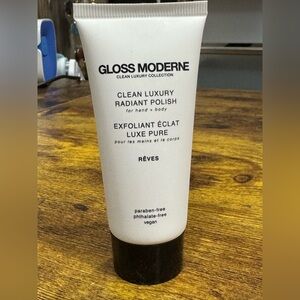 GLOSS MODERNE
CLEAN LUXURY COLLECTION
CLEAN LUXURY
RADIANT POLISH
for hand + body
EXFOLIANT ÉCLAT
LUXE PURE
pour les mains et le corps
RÊVES
paraben-free
phthalate-free
vegan